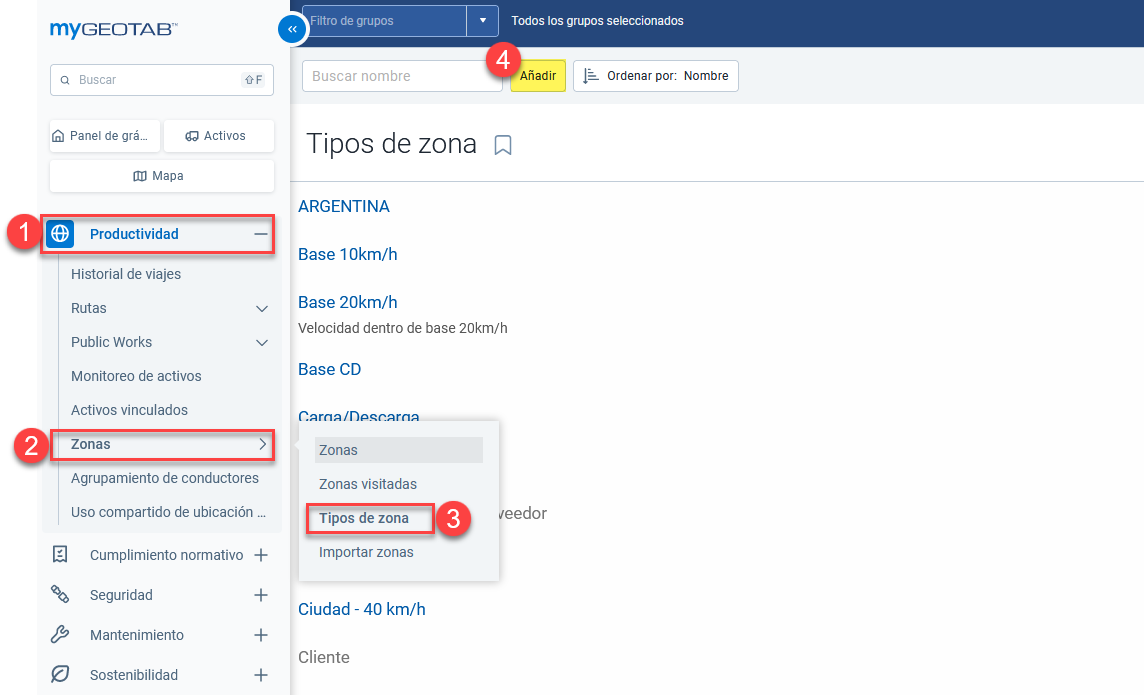 myGEOTAB™
Buscar
F
Panel de grá...
Activos
Mapa
1
Productividad
Historial de viajes
Rutas
Public Works
Monitoreo de activos
Activos vinculados
2
Zonas
Agrupamiento de conductores
Uso compartido de ubicación ...
Cumplimiento normativo
Seguridad
Mantenimiento
Sostenibilidad
Filtro de grupos
Todos los grupos seleccionados
Buscar nombre
4
Añadir
Ordenar por: Nombre
Tipos de zona
ARGENTINA
Base 10km/h
Base 20km/h
Velocidad dentro de base 20km/h
Base CD
Carga/Descarga
Zonas
Zonas visitadas
Tipos de zona
3
Importar zonas
veedor
Ciudad - 40 km/h
Cliente